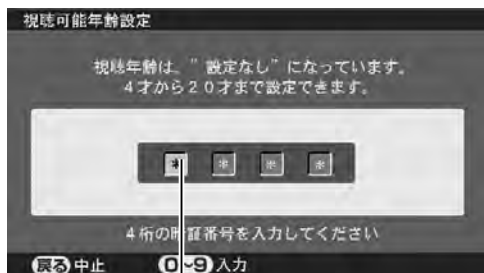 視聴可能年齢設定
視聴年齢は、”設定なし”になっています。
4才から20才まで設定できます。
* * * *
4桁の暗証番号を入力してください
戻る 中止 0~9 入力